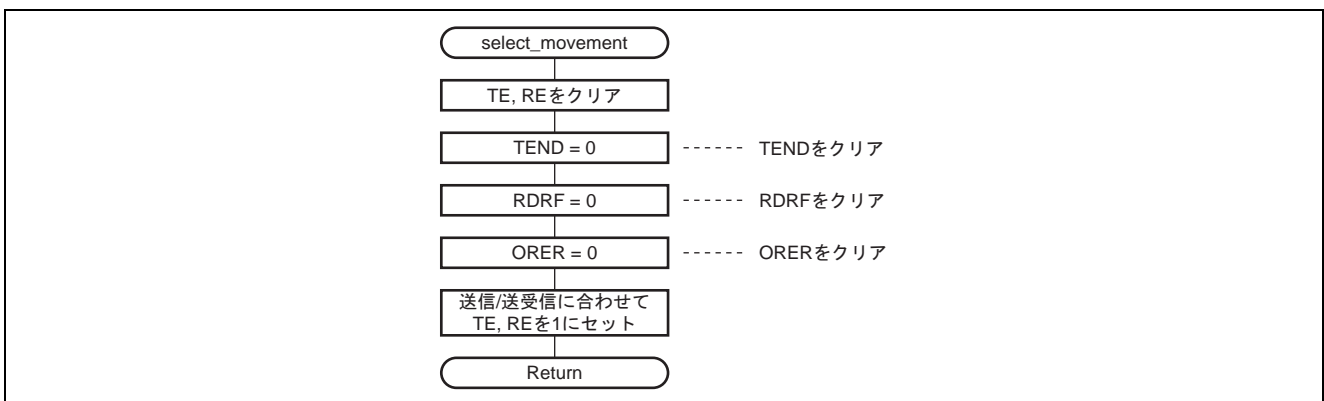 select_movement
TE, REをクリア
TEND = 0 ------ TENDをクリア
RDRF = 0 ------ RDRFをクリア
ORER = 0 ------ ORERをクリア
送信/送受信に合わせて
TE, REを1にセット
Return